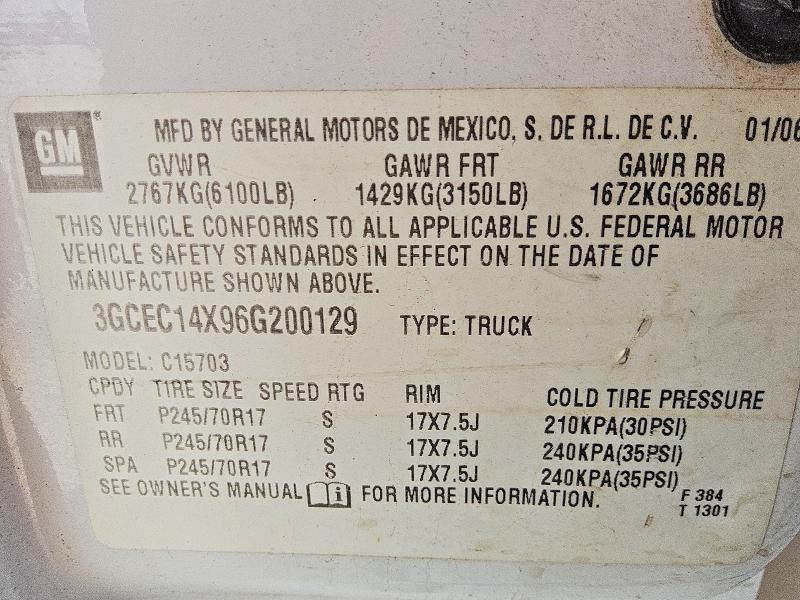 GM® MFD BY GENERAL MOTORS DE MEXICO, S. DE R.L. DE C.V. 01/06
GVWR GAWR FRT GAWR RR
2767KG(6100LB) 1429KG(3150LB) 1672KG(3686LB)
THIS VEHICLE CONFORMS TO ALL APPLICABLE U.S. FEDERAL MOTOR
VEHICLE SAFETY STANDARDS IN EFFECT ON THE DATE OF
MANUFACTURE SHOWN ABOVE.
3GCEC14X96G200129 TYPE: TRUCK
MODEL: C15703
CPDY TIRE SIZE SPEED RTG RIM COLD TIRE PRESSURE
FRT P245/70R17 S 17X7.5J 210KPA(30PSI)
RR P245/70R17 S 17X7.5J 240KPA(35PSI)
SPA P245/70R17 S 17X7.5J 240KPA(35PSI)
SEE OWNER'S MANUAL i FOR MORE INFORMATION. F 384
T 1301